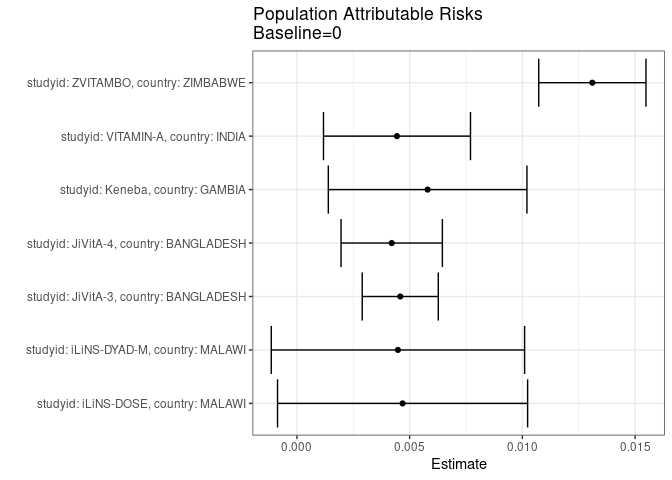 Population Attributable Risks
Baseline=0
studyid: ZVITAMBO, country: ZIMBABWE
studyid: VITAMIN-A, country: INDIA
studyid: Keneba, country: GAMBIA
studyid: JiVitA-4, country: BANGLADESH
studyid: JiVitA-3, country: BANGLADESH
studyid: iLiNS-DYAD-M, country: MALAWI
studyid: iLiNS-DOSE, country: MALAWI
0.000 0.005 0.010 0.015
Estimate